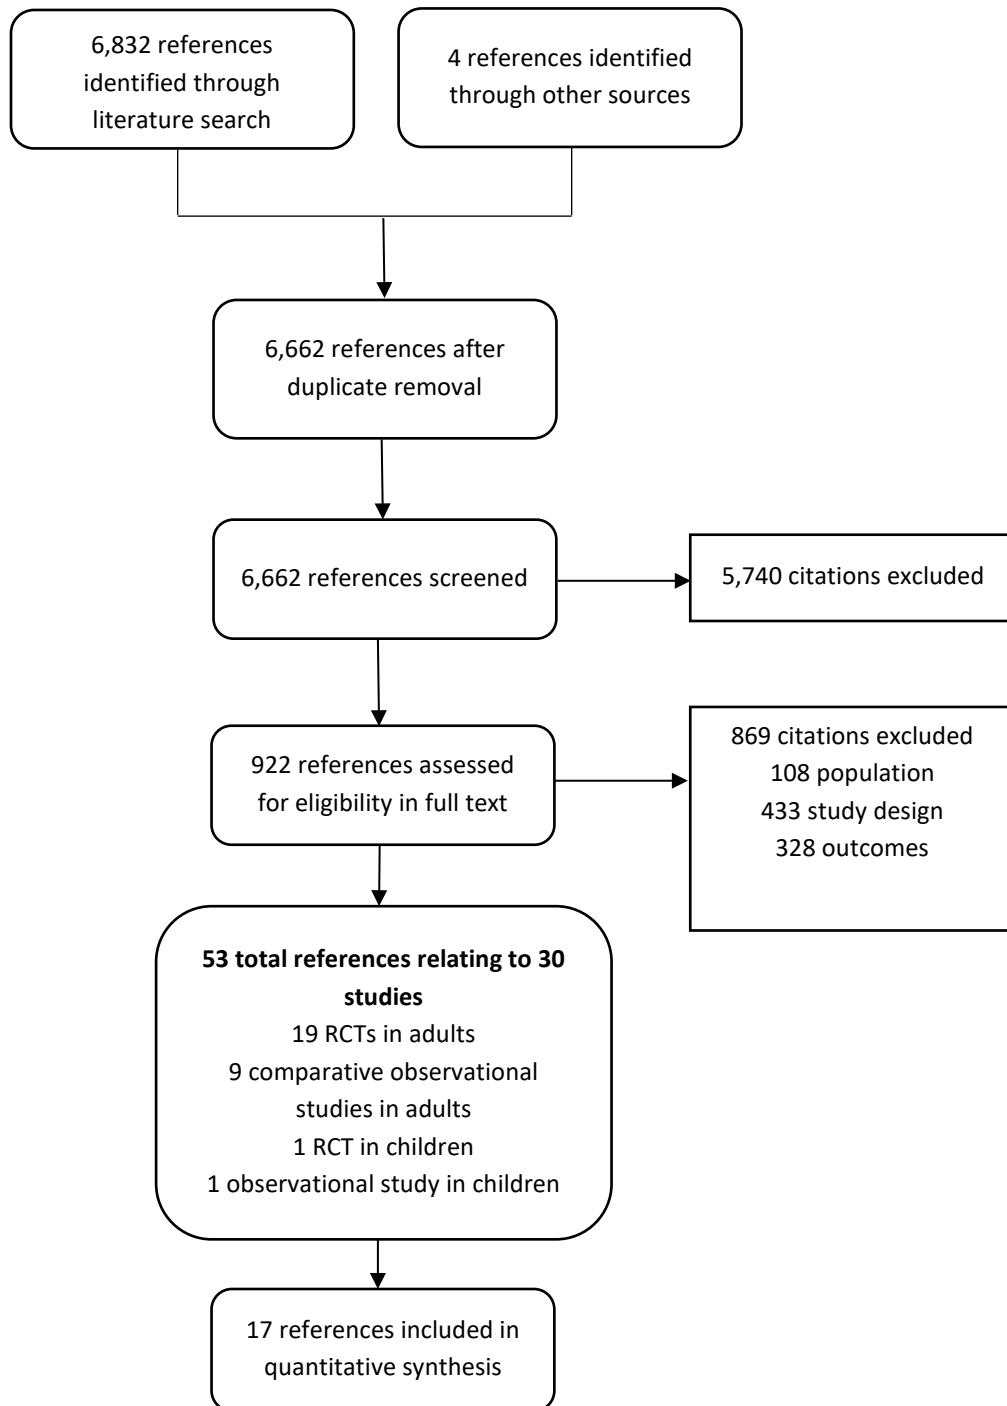 6,832 references
identified through
literature search
4 references identified
through other sources
6,662 references after
duplicate removal
6,662 references screened
5,740 citations excluded
922 references assessed
for eligibility in full text
869 citations excluded
108 population
433 study design
328 outcomes
53 total references relating to 30
studies
19 RCTs in adults
9 comparative observational
studies in adults
1 RCT in children
1 observational study in children
17 references included in
quantitative synthesis